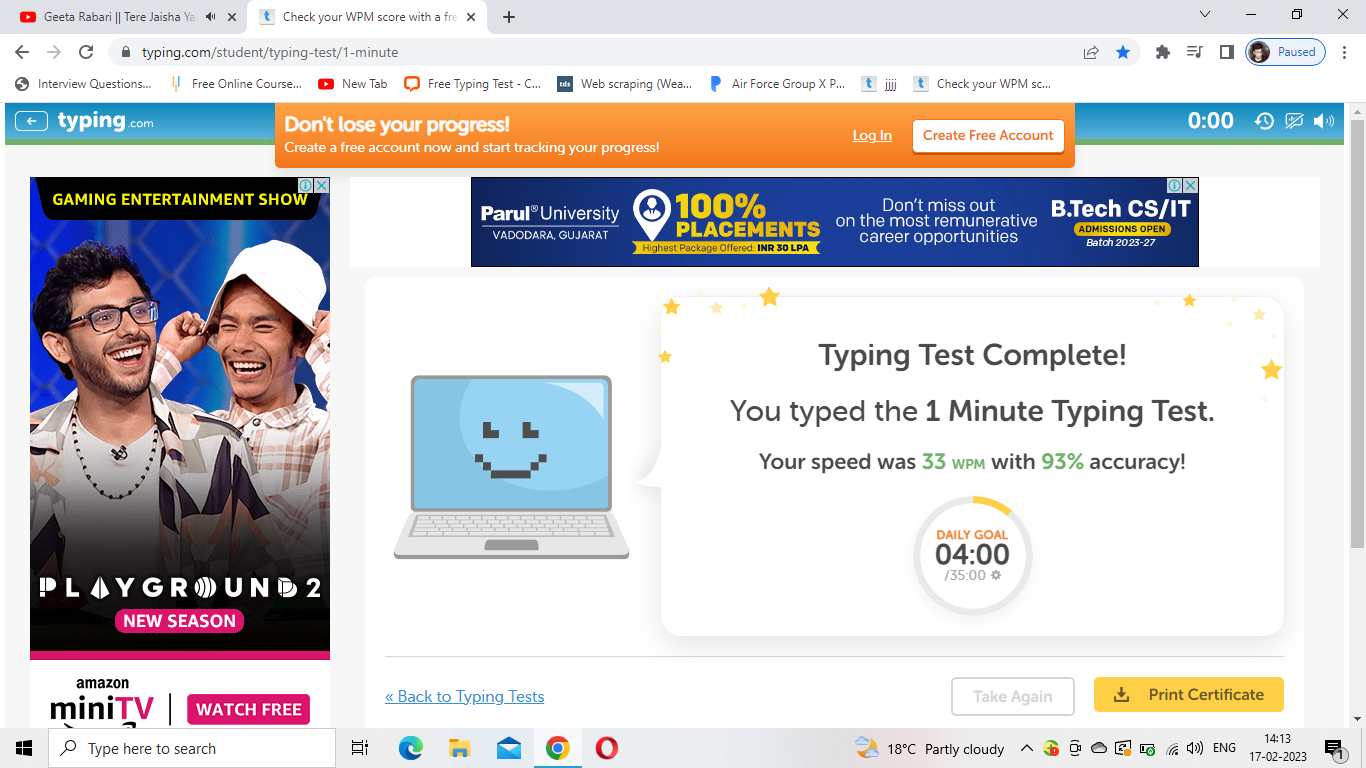 Geeta Rabari || Tere Jaisha Ya
Check your WPM score with a fre
typing.com/student/typing-test/1-minute
Paused
Interview Questions...
Free Online Course...
New Tab
Free Typing Test - C...
tds
Web scraping (Wea...
Air Force Group X P...
jjjj
Check your WPM sc...
typing.com
Don't lose your progress!
Create a free account now and start tracking your progress!
Log In
Create Free Account
0:00
GAMING ENTERTAINMENT SHOW
PLAYGROUND 2
NEW SEASON
amazon
miniTV
WATCH FREE
Parul® University
VADODARA, GUJARAT
100%
PLACEMENTS
Highest Package Offered: INR 30 LPA
Don't miss out
on the most remunerative
career opportunities
B.Tech CS/IT
ADMISSIONS OPEN
Batch 2023-27
Typing Test Complete!
You typed the 1 Minute Typing Test.
Your speed was 33 WPM with 93% accuracy!
DAILY GOAL
04:00
/35:00
« Back to Typing Tests
Take Again
Print Certificate
Type here to search
18°C Partly cloudy
ENG
14:13
17-02-2023
1